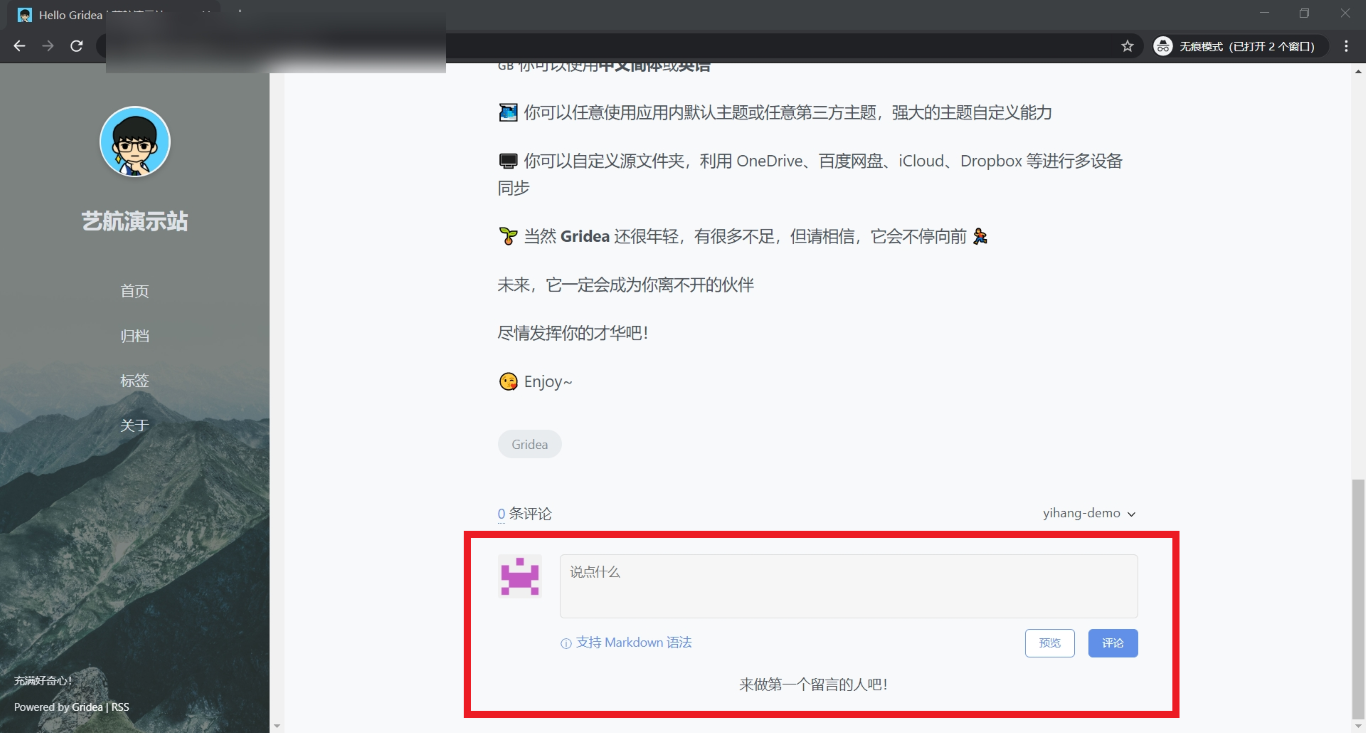 Hello Gridea
无痕模式 (已打开 2 个窗口)
艺航演示站
首页
归档
标签
关于
充满好奇心!
Powered by Gridea | RSS
GB 你可以使用中文简体或英语
你可以任意使用应用内默认主题或任意第三方主题，强大的主题自定义能力
你可以自定义源文件夹，利用 OneDrive、百度网盘、iCloud、Dropbox 等进行多设备
同步
当然 Gridea 还很年轻，有很多不足，但请相信，它会不停向前
未来，它一定会成为你离不开的伙伴
尽情发挥你的才华吧!
Enjoy~
Gridea
0 条评论
yihang-demo
说点什么
支持 Markdown 语法
预览
评论
来做第一个留言的人吧!